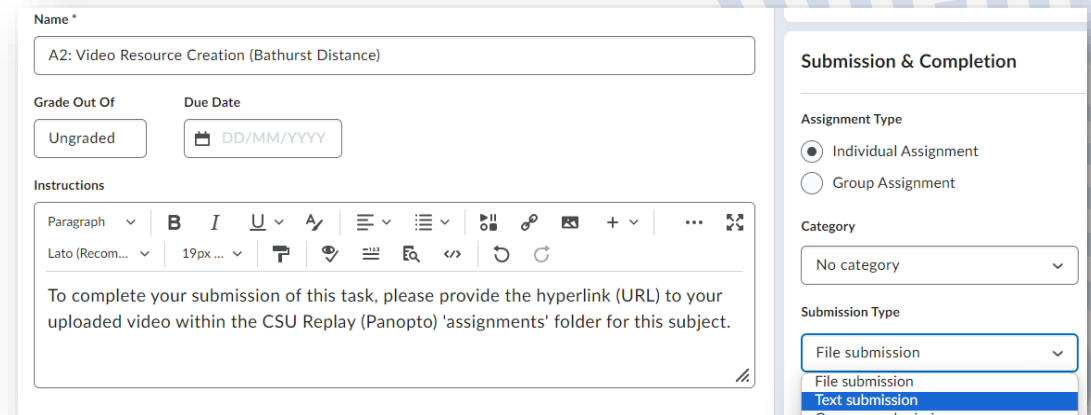 Name *
A2: Video Resource Creation (Bathurst Distance)
Grade Out Of
Due Date
Ungraded
DD/MM/YYYY
Instructions
Paragraph
B I U A
Lato (Recom... 19px ...
To complete your submission of this task, please provide the hyperlink (URL) to your
uploaded video within the CSU Replay (Panopto) 'assignments' folder for this subject.
Submission & Completion
Assignment Type
Individual Assignment
Group Assignment
Category
No category
Submission Type
File submission
File submission
Text submission